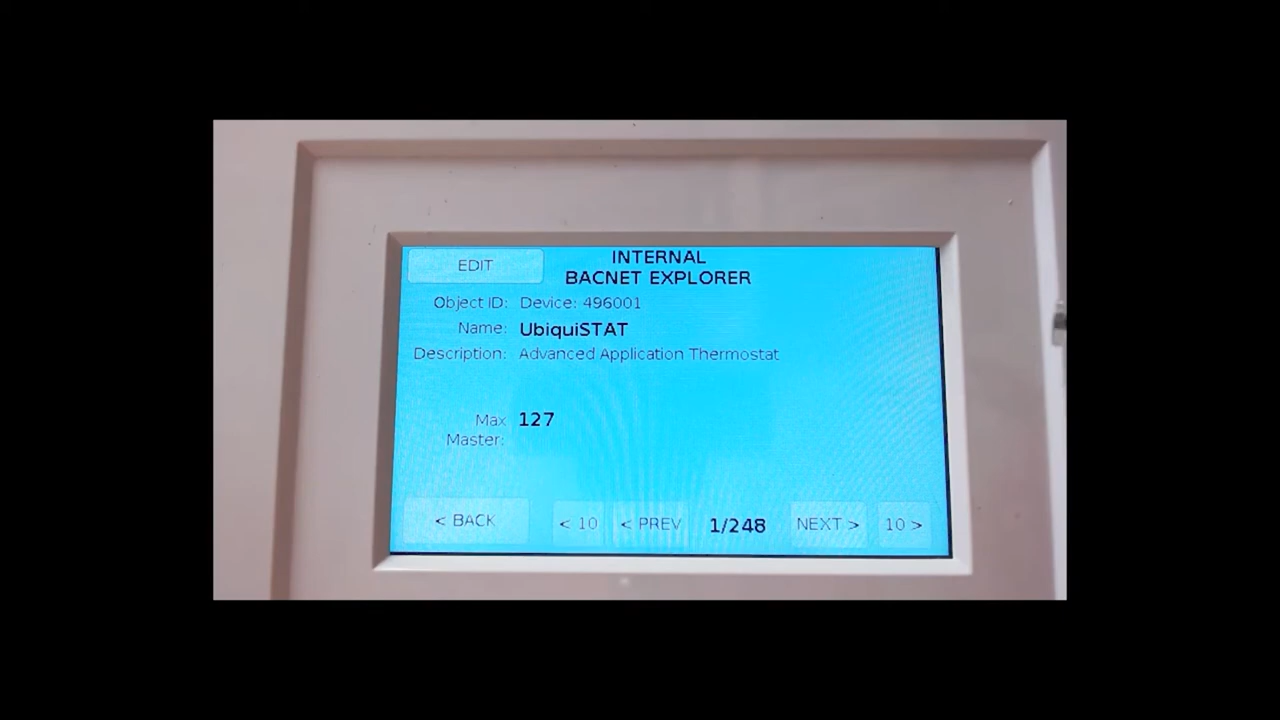 EDIT
INTERNAL
BACNET EXPLORER
Object ID: Device: 496001
Name: UbiquiSTAT
Description: Advanced Application Thermostat
Max 127
Master:
< BACK < 10 < PREV 1/248 NEXT > 10 >